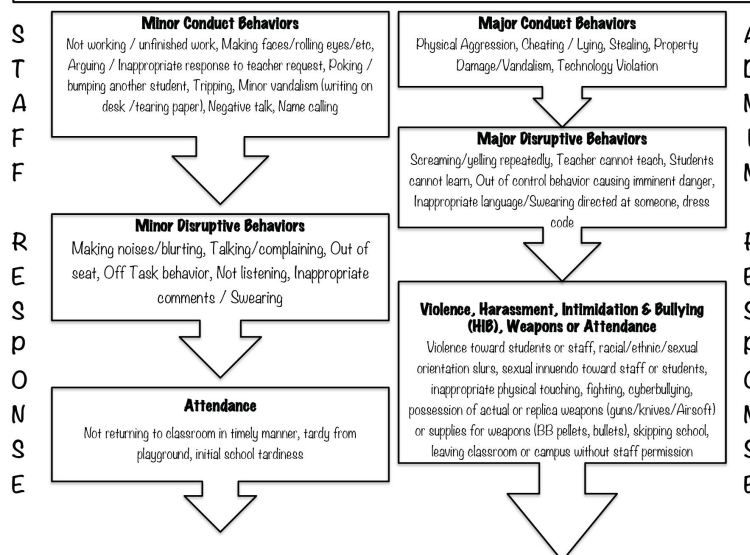 STAFF RESPONSE
Minor Conduct Behaviors
Not working / unfinished work, Making faces/rolling eyes/etc,
Arguing / Inappropriate response to teacher request, Poking /
bumping another student, Tripping, Minor vandalism (writing on
desk /tearing paper), Negative talk, Name calling
Minor Disruptive Behaviors
Making noises/blurting, Talking/complaining, Out of
seat, Off Task behavior, Not listening, Inappropriate
comments / Swearing
Attendance
Not returning to classroom in timely manner, tardy from
playground, initial school tardiness
Major Conduct Behaviors
Physical Aggression, Cheating / Lying, Stealing, Property
Damage/Vandalism, Technology Violation
Major Disruptive Behaviors
Screaming/yelling repeatedly, Teacher cannot teach, Students
cannot learn, Out of control behavior causing imminent danger,
Inappropriate language/Swearing directed at someone, dress
code
Violence, Harassment, Intimidation & Bullying
(HIB), Weapons or Attendance
Violence toward students or staff, racial/ethnic/sexual
orientation slurs, sexual innuendo toward staff or students,
inappropriate physical touching, fighting, cyberbullying,
possession of actual or replica weapons (guns/knives/Airsoft)
or supplies for weapons (BB pellets, bullets), skipping school,
leaving classroom or campus without staff permission